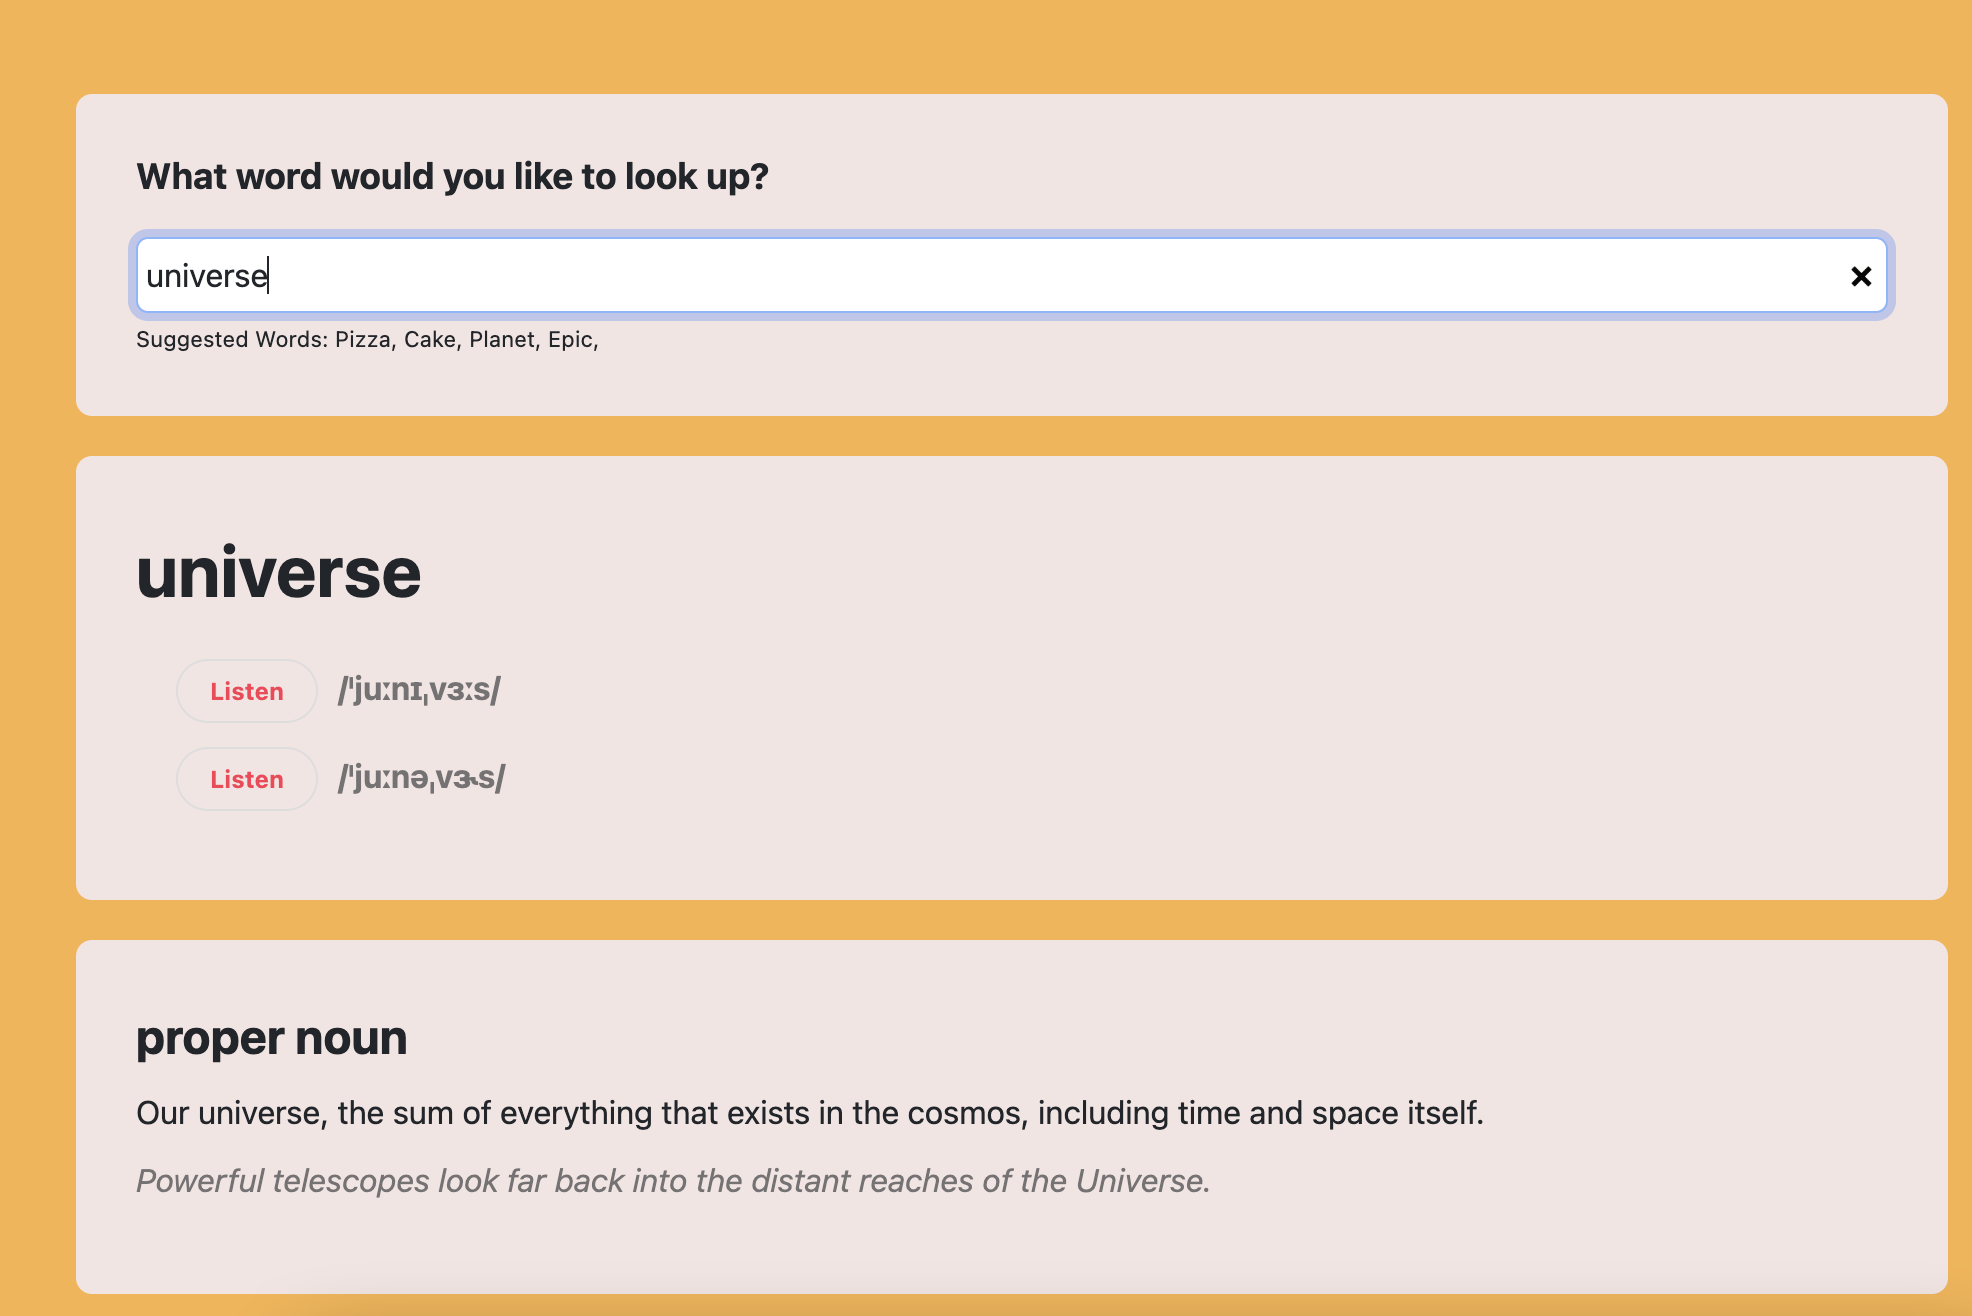 What word would you like to look up?
universe
Suggested Words: Pizza, Cake, Planet, Epic,
universe
Listen /ˈjuːnɪˌvɜːs/
Listen /ˈjuːnəˌvɝs/
proper noun
Our universe, the sum of everything that exists in the cosmos, including time and space itself.
Powerful telescopes look far back into the distant reaches of the Universe.